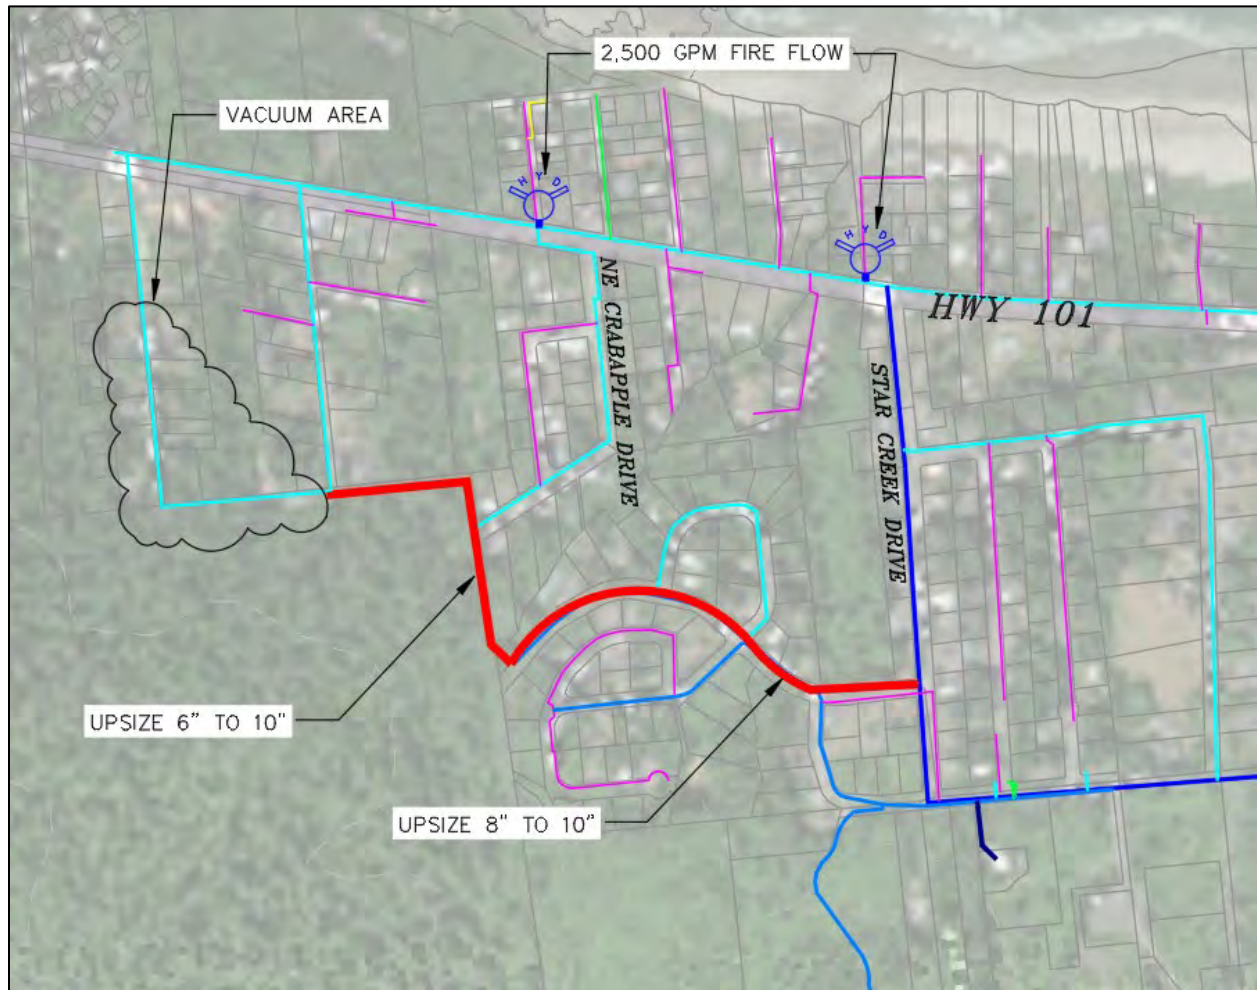 2,500 GPM FIRE FLOW
VACUUM AREA
HYD
HYD
HWY 101
NE CRABAPPLE DRIVE
STAR CREEK DRIVE
UPSIZE 6" TO 10"
UPSIZE 8" TO 10"